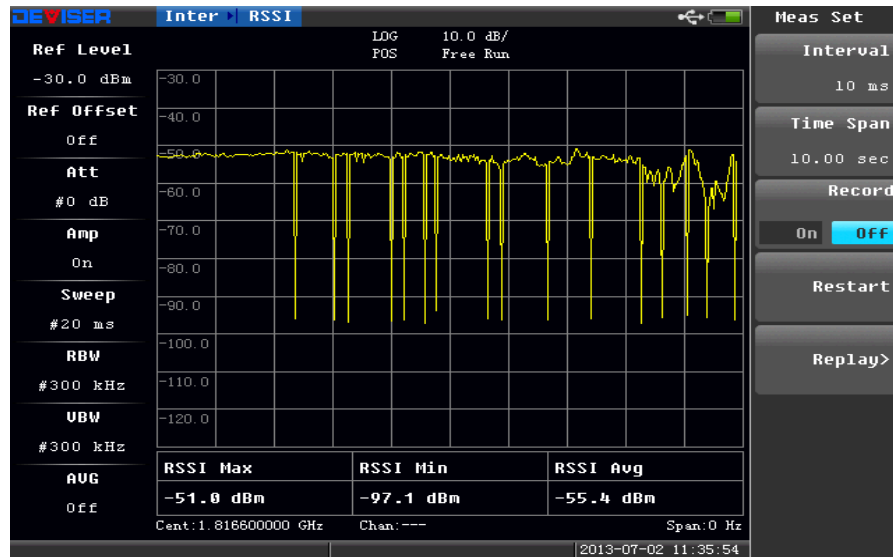 DEVISER
Inter RSSI
Meas Set
Ref Level
-30.0 dBm
Ref Offset
Off
Att
#0 dB
Amp
On
Sweep
#20 ms
RBW
#300 kHz
VBW
#300 kHz
AVG
Off
LOG 10.0 dB/
POS Free Run
-30.0
-40.0
-50.0
-60.0
-70.0
-80.0
-90.0
-100.0
-110.0
-120.0
RSSI Max RSSI Min RSSI Avg
-51.0 dBm -97.1 dBm -55.4 dBm
Cent:1.816600000 GHz Chan:--- Span:0 Hz
2013-07-02 11:35:54
Interval
10 ms
Time Span
10.00 sec
Record
On Off
Restart
Replay>